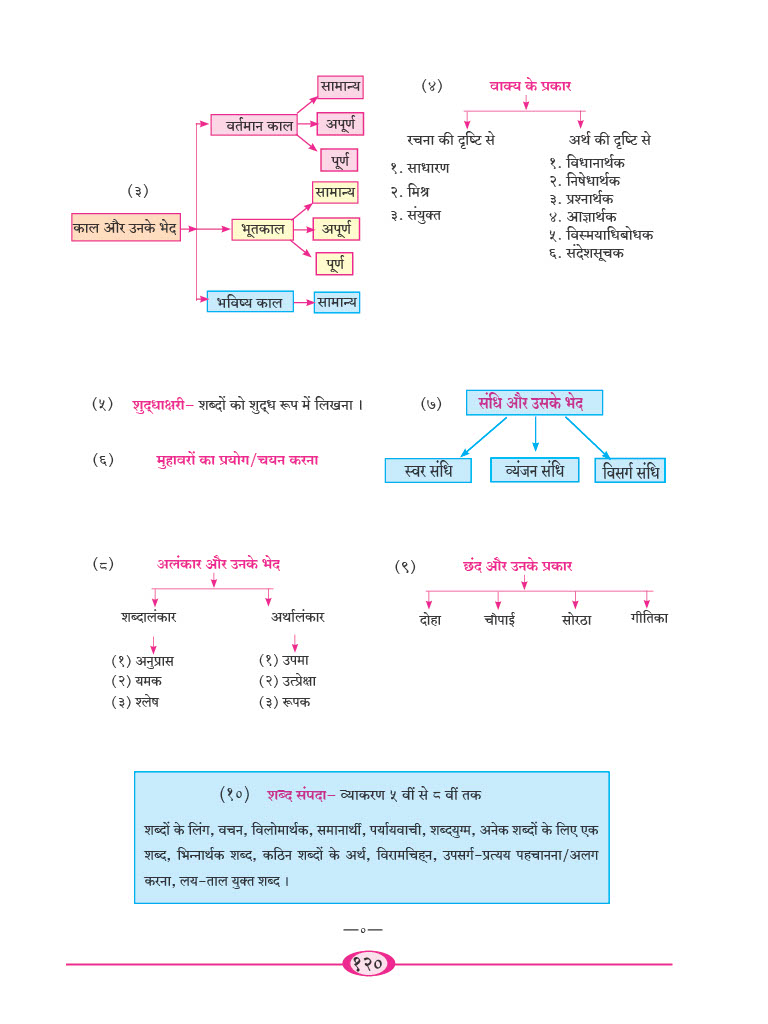 (३)
काल और उनके भेद
वर्तमान काल
सामान्य
अपूर्ण
पूर्ण
भूतकाल
सामान्य
अपूर्ण
पूर्ण
भविष्य काल
सामान्य
(४) वाक्य के प्रकार
रचना की दृष्टि से
१. साधारण
२. मिश्र
३. संयुक्त
अर्थ की दृष्टि से
१. विधानार्थक
२. निषेधार्थक
३. प्रश्नार्थक
४. आज्ञार्थक
५. विस्मयाधिबोधक
६. संदेशसूचक
(५) शुद्धाक्षरी– शब्दों को शुद्ध रूप में लिखना ।
(६) मुहावरों का प्रयोग/चयन करना
(७) संधि और उसके भेद
स्वर संधि
व्यंजन संधि
विसर्ग संधि
(८) अलंकार और उनके भेद
शब्दालंकार
(१) अनुप्रास
(२) यमक
(३) श्लेष
अर्थालंकार
(१) उपमा
(२) उत्प्रेक्षा
(३) रूपक
(९) छंद और उनके प्रकार
दोहा
चौपाई
सोरठा
गीतिका
(१०) शब्द संपदा– व्याकरण ५ वीं से ८ वीं तक
शब्दों के लिंग, वचन, विलोमार्थक, समानार्थी, पर्यायवाची, शब्दयुग्म, अनेक शब्दों के लिए एक
शब्द, भिन्नार्थक शब्द, कठिन शब्दों के अर्थ, विरामचिह्न, उपसर्ग-प्रत्यय पहचानना/अलग
करना, लय-ताल युक्त शब्द ।
—०—
१२०